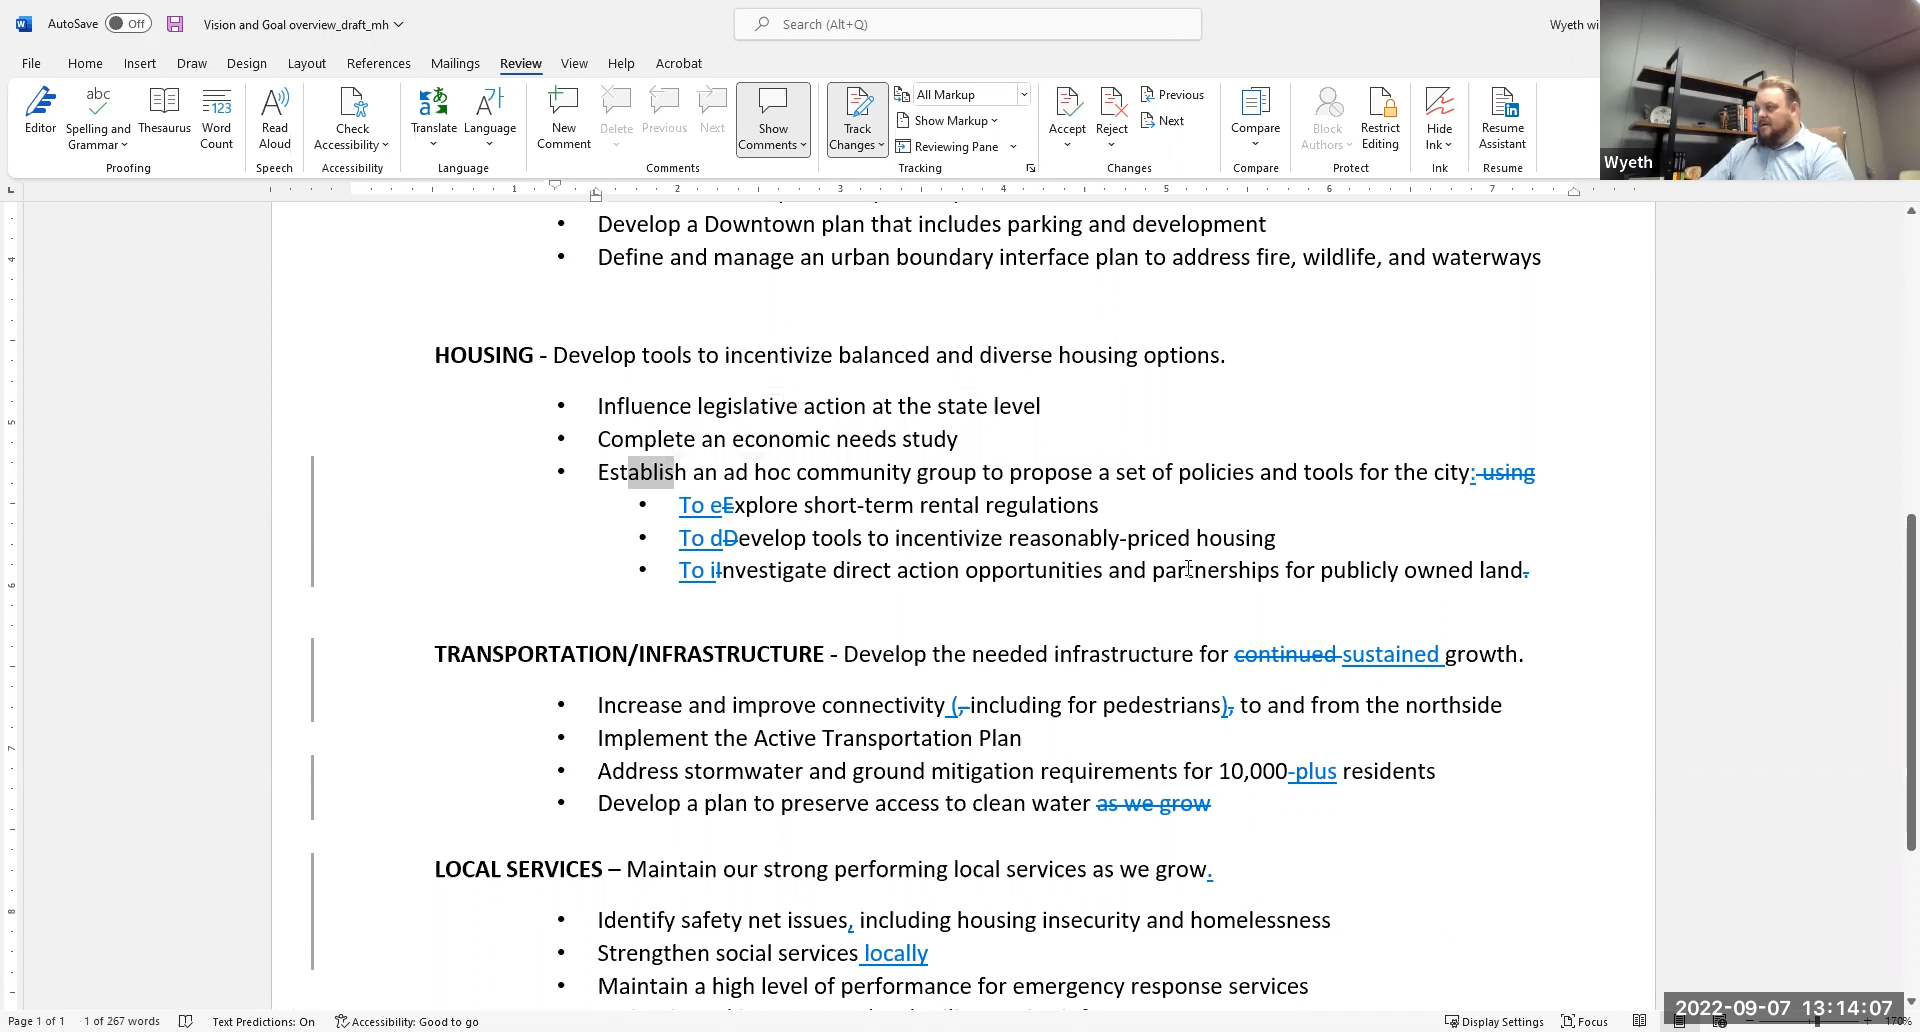 AutoSave Off Vision and Goal overview_draft_mh Search (Alt+Q) Wyeth wi
File Home Insert Draw Design Layout References Mailings Review View Help Acrobat
Editor
Spelling and Grammar
Thesaurus
Word Count
Read Aloud
Check Accessibility
Translate
Language
New Comment
Delete
Previous
Next
Show Comments
Track Changes
All Markup
Show Markup
Reviewing Pane
Accept
Reject
Previous
Next
Compare
Block Authors
Restrict Editing
Hide Ink
Resume Assistant
Proofing Speech Accessibility Language Comments Tracking Changes Compare Protect Ink Resume
Wyeth
1 2 3 4 5 6 7
• Develop a Downtown plan that includes parking and development
• Define and manage an urban boundary interface plan to address fire, wildlife, and waterways
HOUSING - Develop tools to incentivize balanced and diverse housing options.
• Influence legislative action at the state level
• Complete an economic needs study
• Establish an ad hoc community group to propose a set of policies and tools for the city: using
• To eExplore short-term rental regulations
• To dDevelop tools to incentivize reasonably-priced housing
• To iInvestigate direct action opportunities and partnerships for publicly owned land.
TRANSPORTATION/INFRASTRUCTURE - Develop the needed infrastructure for continued sustained growth.
• Increase and improve connectivity (, including for pedestrians), to and from the northside
• Implement the Active Transportation Plan
• Address stormwater and ground mitigation requirements for 10,000-plus residents
• Develop a plan to preserve access to clean water as we grow
LOCAL SERVICES – Maintain our strong performing local services as we grow.
• Identify safety net issues, including housing insecurity and homelessness
• Strengthen social services locally
• Maintain a high level of performance for emergency response services
Page 1 of 1 1 of 267 words Text Predictions: On Accessibility: Good to go Display Settings Focus 170%
2022-09-07 13:14:07